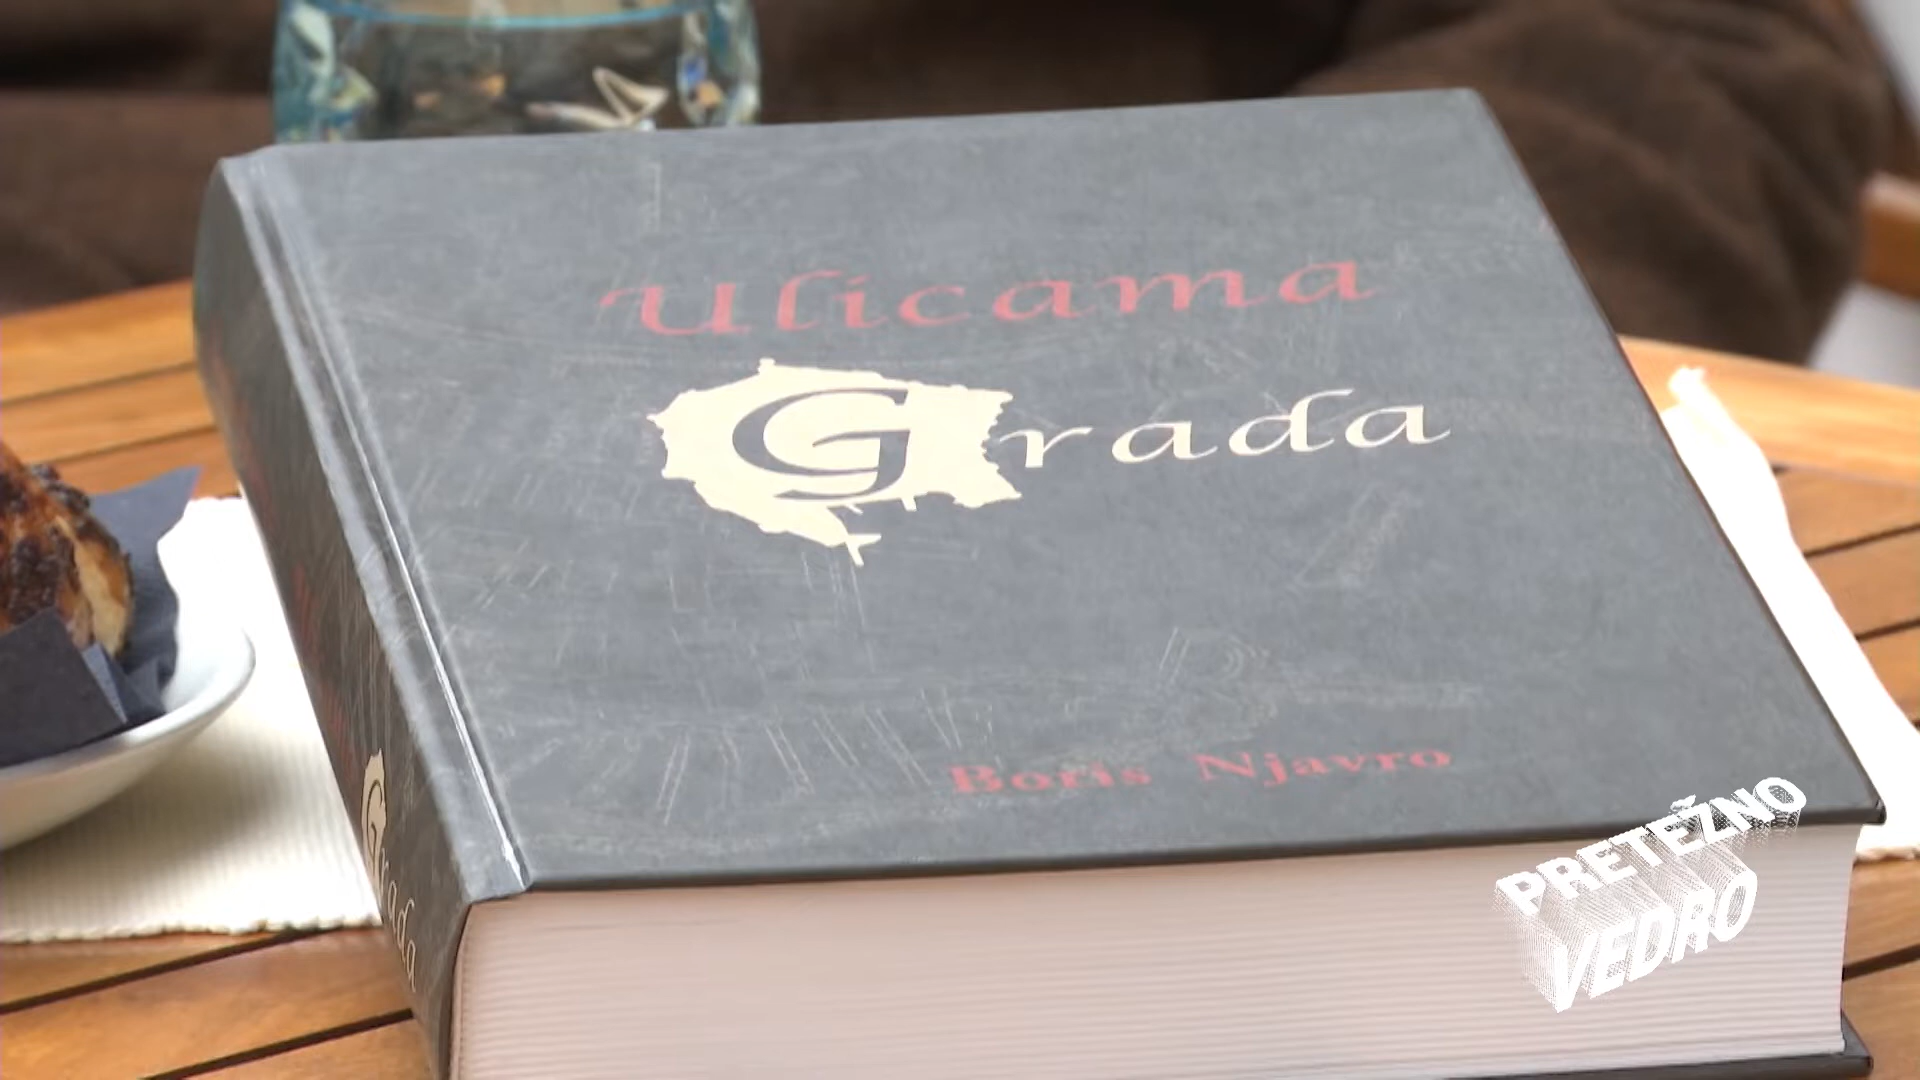 Ulicama
Grada
Boris Njavro
Grada
PRETEŽNO
VEDRO